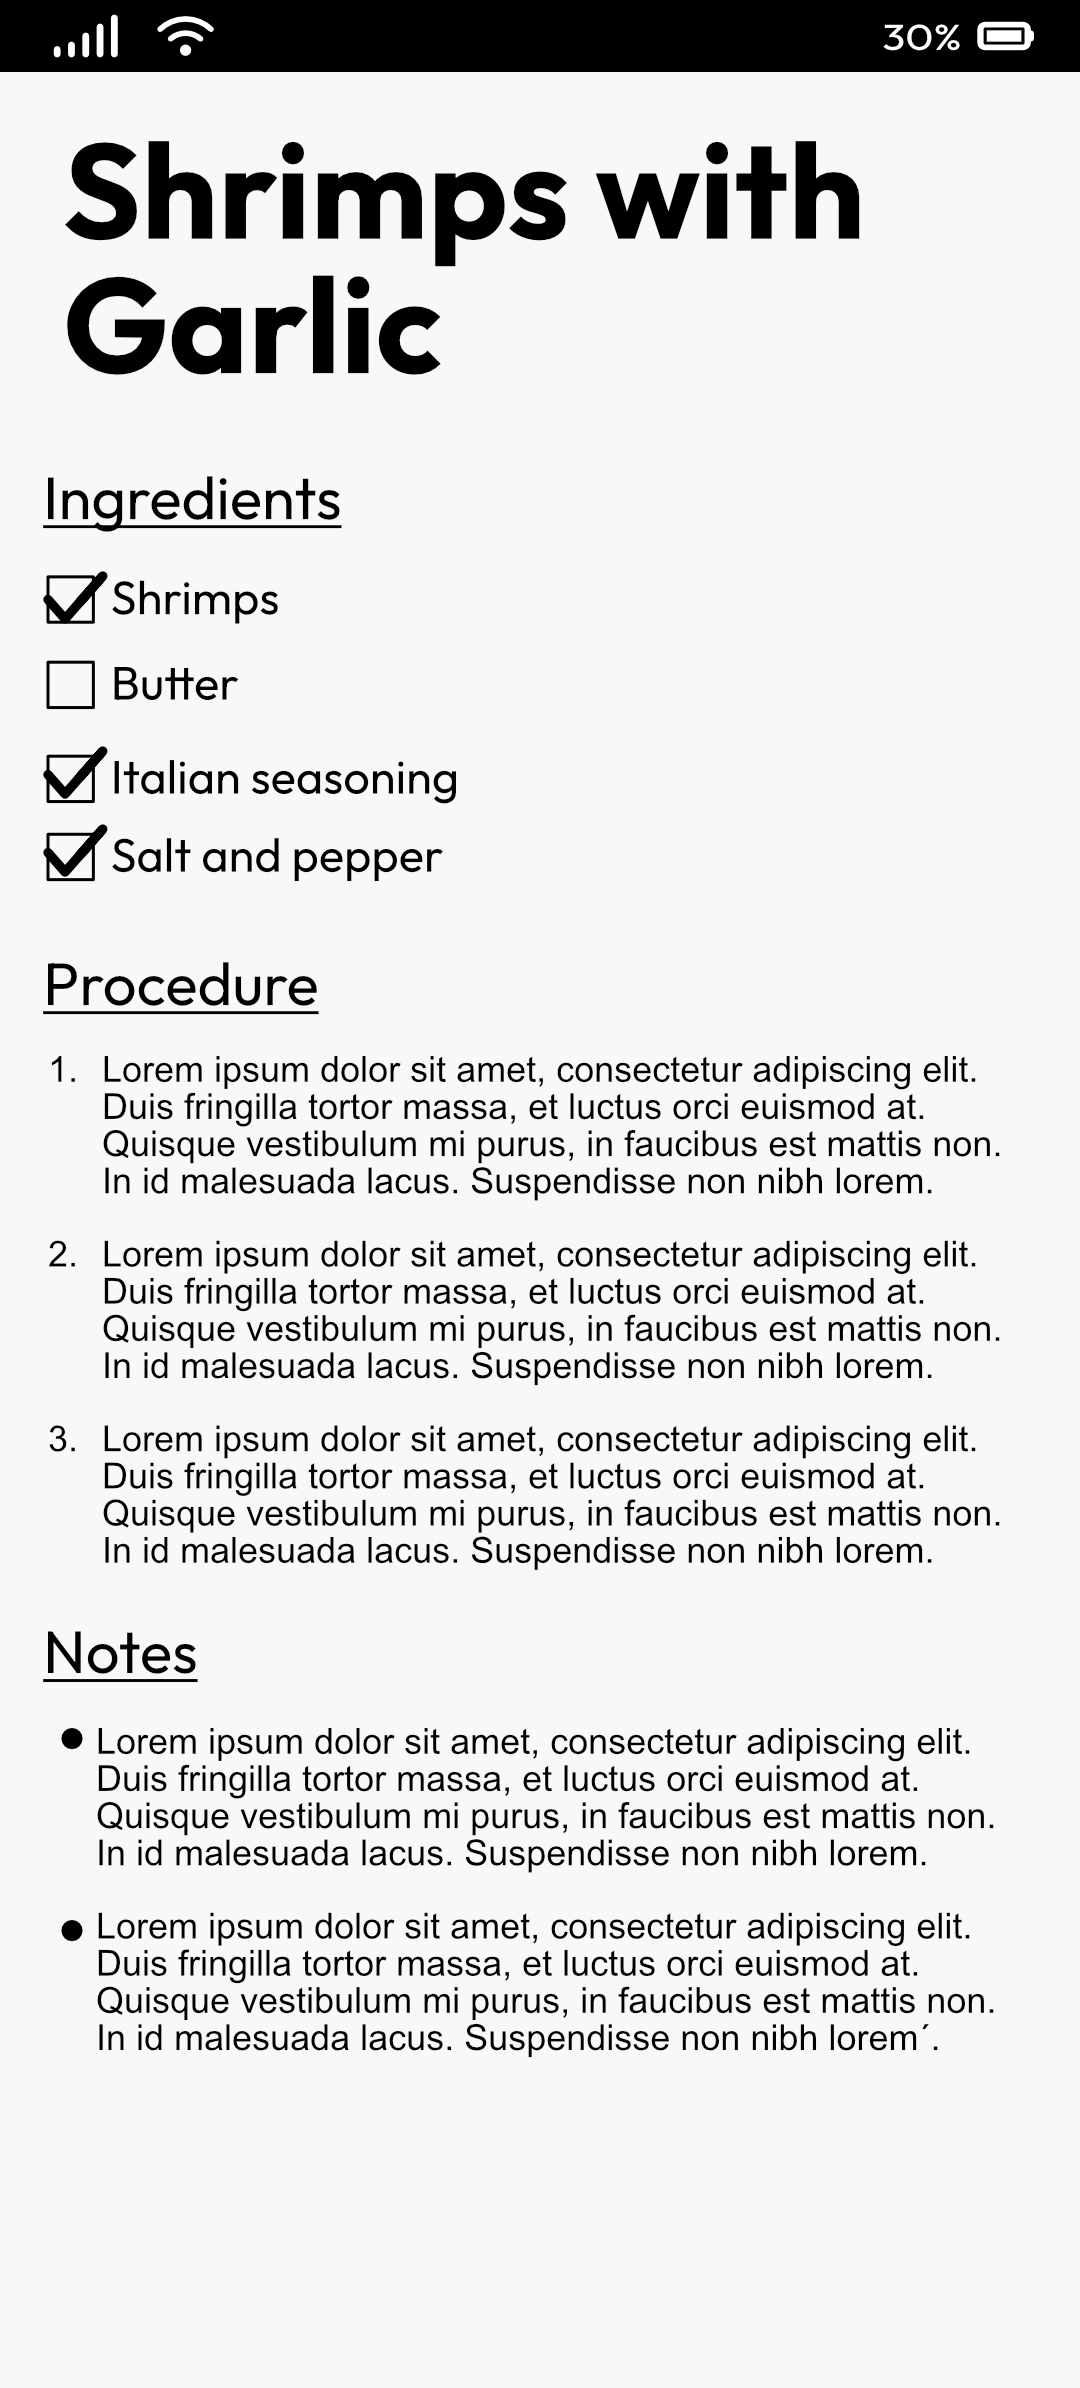 30%
Shrimps with
Garlic
Ingredients
Shrimps
Butter
Italian seasoning
Salt and pepper
Procedure
1. Lorem ipsum dolor sit amet, consectetur adipiscing elit.
Duis fringilla tortor massa, et luctus orci euismod at.
Quisque vestibulum mi purus, in faucibus est mattis non.
In id malesuada lacus. Suspendisse non nibh lorem.
2. Lorem ipsum dolor sit amet, consectetur adipiscing elit.
Duis fringilla tortor massa, et luctus orci euismod at.
Quisque vestibulum mi purus, in faucibus est mattis non.
In id malesuada lacus. Suspendisse non nibh lorem.
3. Lorem ipsum dolor sit amet, consectetur adipiscing elit.
Duis fringilla tortor massa, et luctus orci euismod at.
Quisque vestibulum mi purus, in faucibus est mattis non.
In id malesuada lacus. Suspendisse non nibh lorem.
Notes
● Lorem ipsum dolor sit amet, consectetur adipiscing elit.
Duis fringilla tortor massa, et luctus orci euismod at.
Quisque vestibulum mi purus, in faucibus est mattis non.
In id malesuada lacus. Suspendisse non nibh lorem.
● Lorem ipsum dolor sit amet, consectetur adipiscing elit.
Duis fringilla tortor massa, et luctus orci euismod at.
Quisque vestibulum mi purus, in faucibus est mattis non.
In id malesuada lacus. Suspendisse non nibh lorem´.